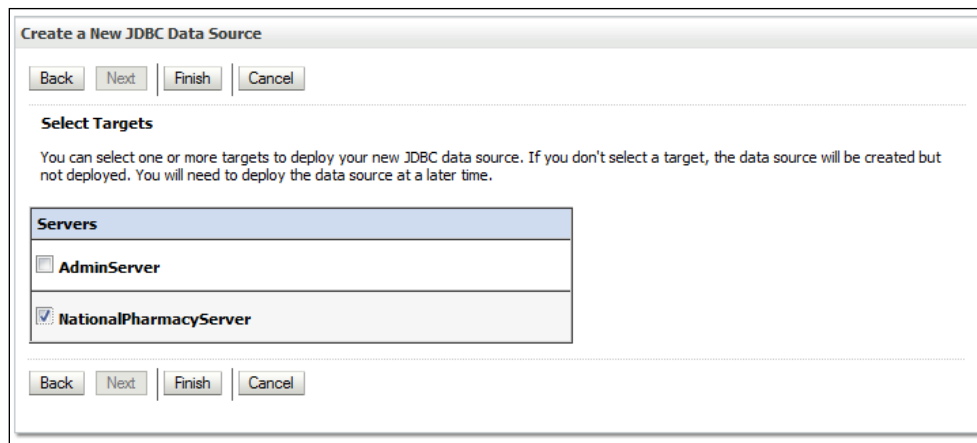 Create a New JDBC Data Source
Back Next Finish Cancel
Select Targets
You can select one or more targets to deploy your new JDBC data source. If you don't select a target, the data source will be created but
not deployed. You will need to deploy the data source at a later time.
Servers
AdminServer
NationalPharmacyServer
Back Next Finish Cancel